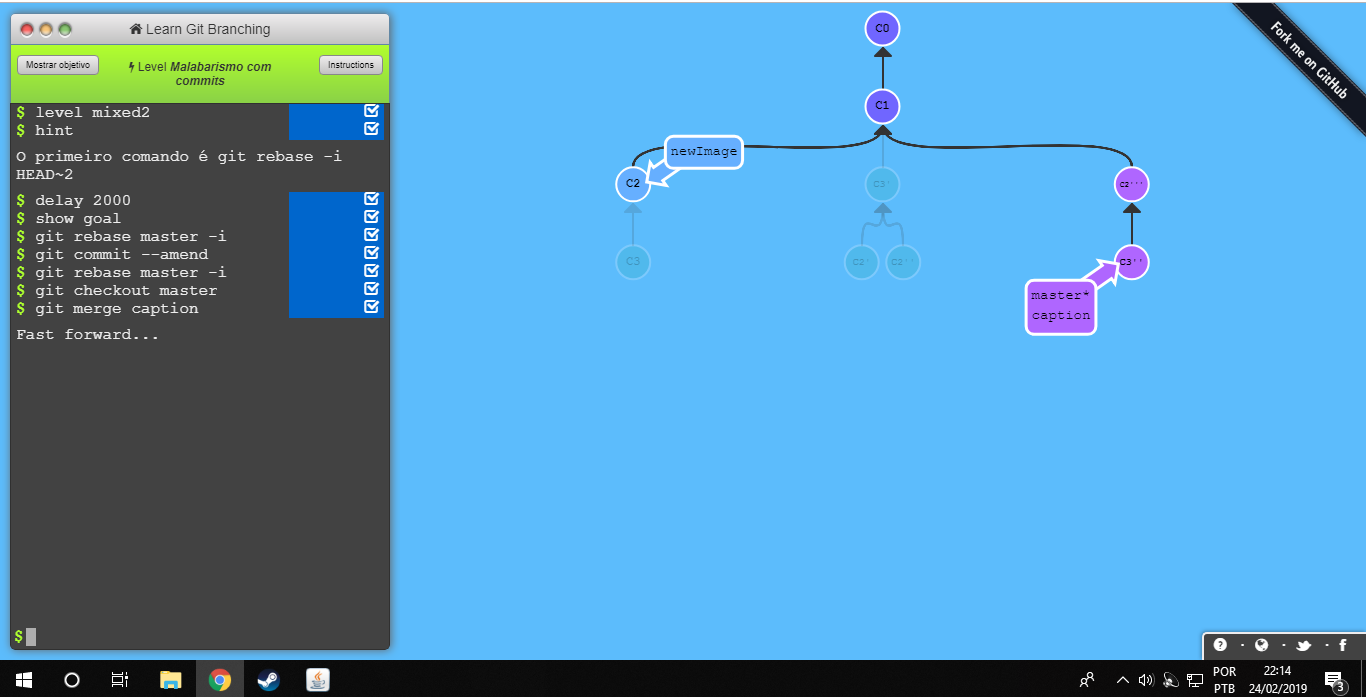 Learn Git Branching
Mostrar objetivo
Level Malabarismo com
commits
Instructions
$ level mixed2
$ hint
O primeiro comando é git rebase -i
HEAD~2
$ delay 2000
$ show goal
$ git rebase master -i
$ git commit --amend
$ git rebase master -i
$ git checkout master
$ git merge caption
Fast forward...
$
C0
C1
newImage
C2
C3'
C2'''
C3
C2'
C2''
C3''
master*
caption
Fork me on GitHub
POR
PTB
22:14
24/02/2019
3